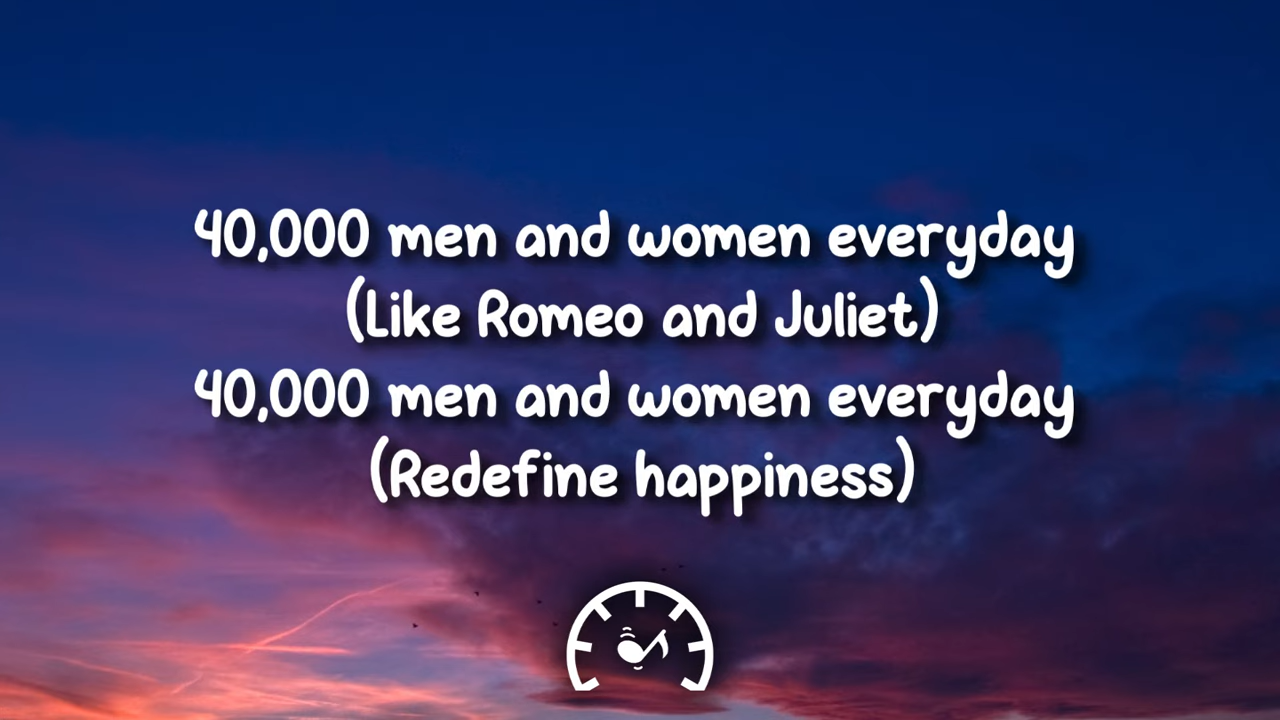 40,000 men and women everyday
(Like Romeo and Juliet)
40,000 men and women everyday
(Redefine happiness)